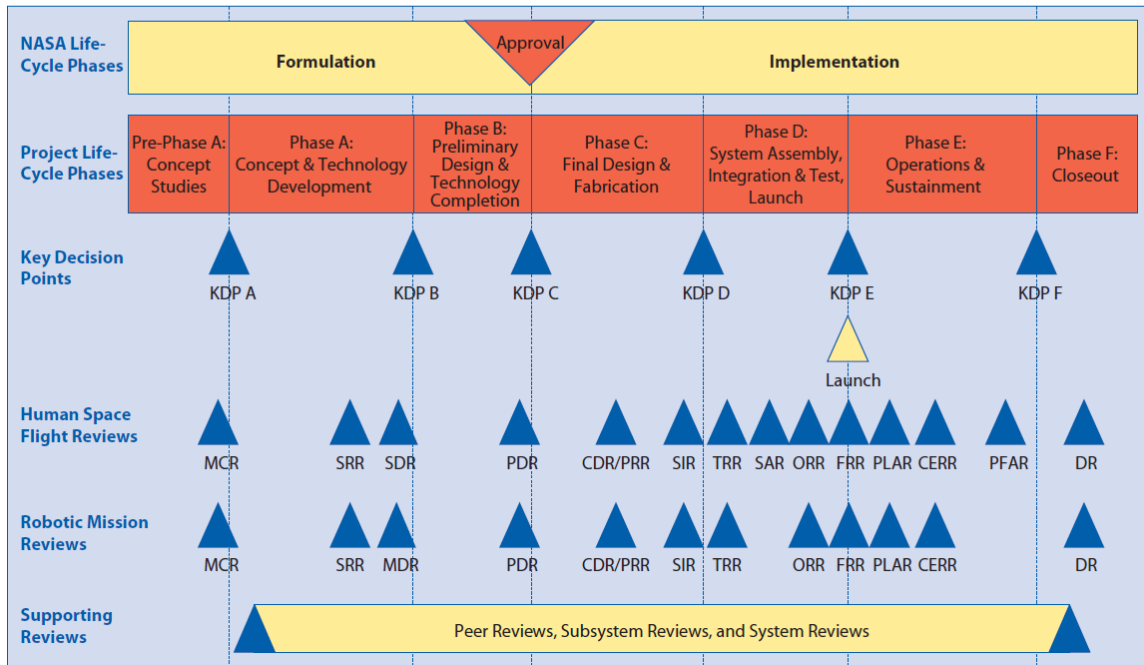 NASA Life-
Cycle Phases
Formulation
Approval
Implementation
Project Life-
Cycle Phases
Pre-Phase A:
Concept
Studies
Phase A:
Concept & Technology
Development
Phase B:
Preliminary
Design &
Technology
Completion
Phase C:
Final Design &
Fabrication
Phase D:
System Assembly,
Integration & Test,
Launch
Phase E:
Operations &
Sustainment
Phase F:
Closeout
Key Decision
Points
KDP A
KDP B
KDP C
KDP D
KDP E
KDP F
Launch
Human Space
Flight Reviews
MCR
SRR
SDR
PDR
CDR/PRR
SIR
TRR
SAR
ORR
FRR
PLAR
CERR
PFAR
DR
Robotic Mission
Reviews
MCR
SRR
MDR
PDR
CDR/PRR
SIR
TRR
ORR
FRR
PLAR
CERR
DR
Supporting
Reviews
Peer Reviews, Subsystem Reviews, and System Reviews